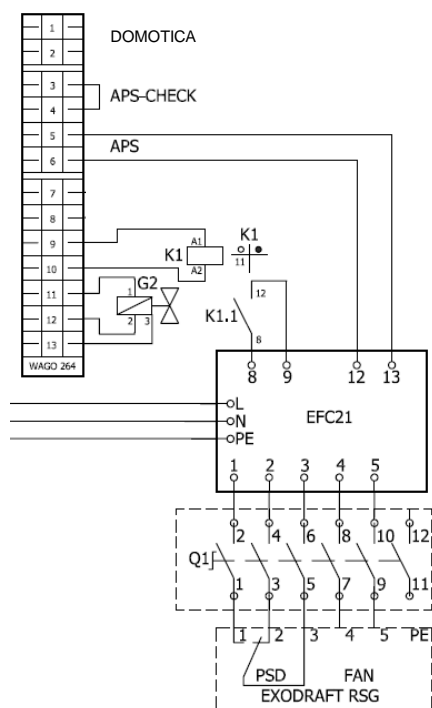 1 DOMOTICA
2
3
4 APS-CHECK
5
6 APS
7
8
9 A1 K1
10 K1 A2 11
11 1 G2
12 2 3 K1.1 12
13 8
WAGO 264
8 9 12 13
L
N EFC21
PE
1 2 3 4 5
2 4 6 8 10 12
Q1
1 3 5 7 9 11
1 2 3 4 5 PE
PSD FAN
EXODRAFT RSG